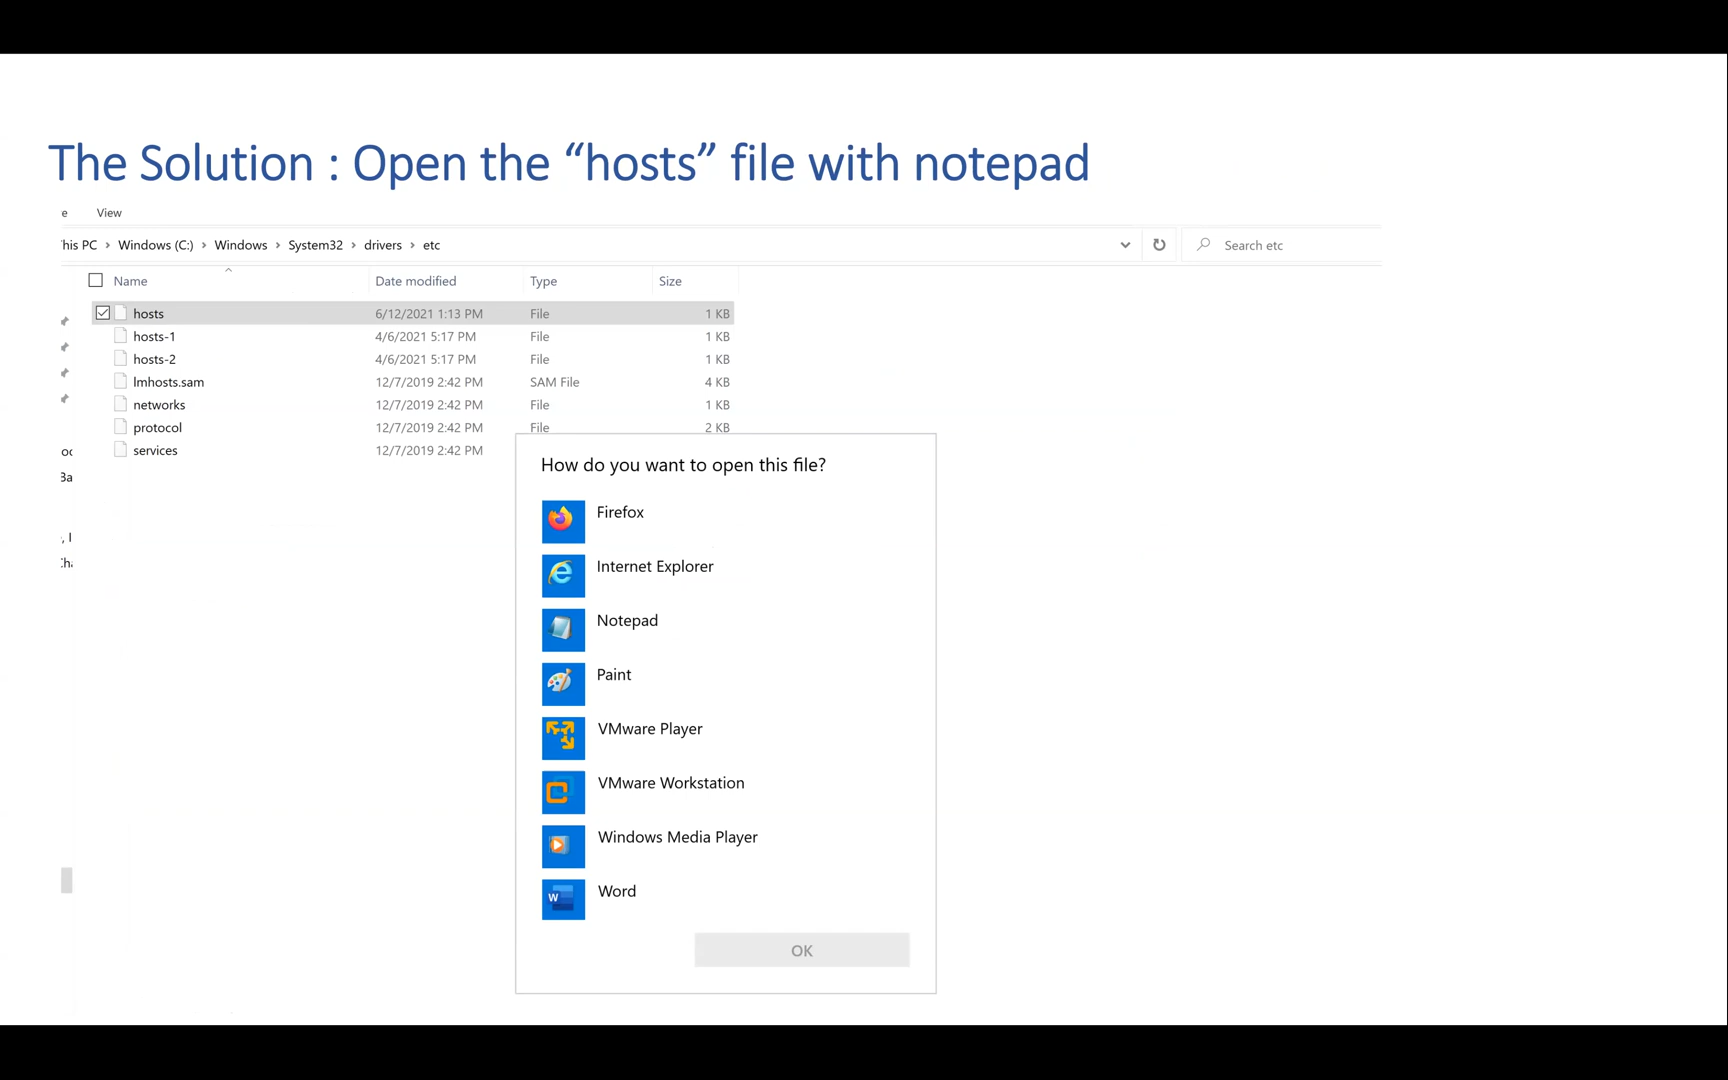 The Solution : Open the “hosts” file with notepad
e View
his PC › Windows (C:) › Windows › System32 › drivers › etc Search etc
Name Date modified Type Size
hosts 6/12/2021 1:13 PM File 1 KB
hosts-1 4/6/2021 5:17 PM File 1 KB
hosts-2 4/6/2021 5:17 PM File 1 KB
lmhosts.sam 12/7/2019 2:42 PM SAM File 4 KB
networks 12/7/2019 2:42 PM File 1 KB
protocol 12/7/2019 2:42 PM File 2 KB
services 12/7/2019 2:42 PM
Ba
, I
How do you want to open this file?
Firefox
Internet Explorer
Notepad
Paint
VMware Player
VMware Workstation
Windows Media Player
W Word
OK